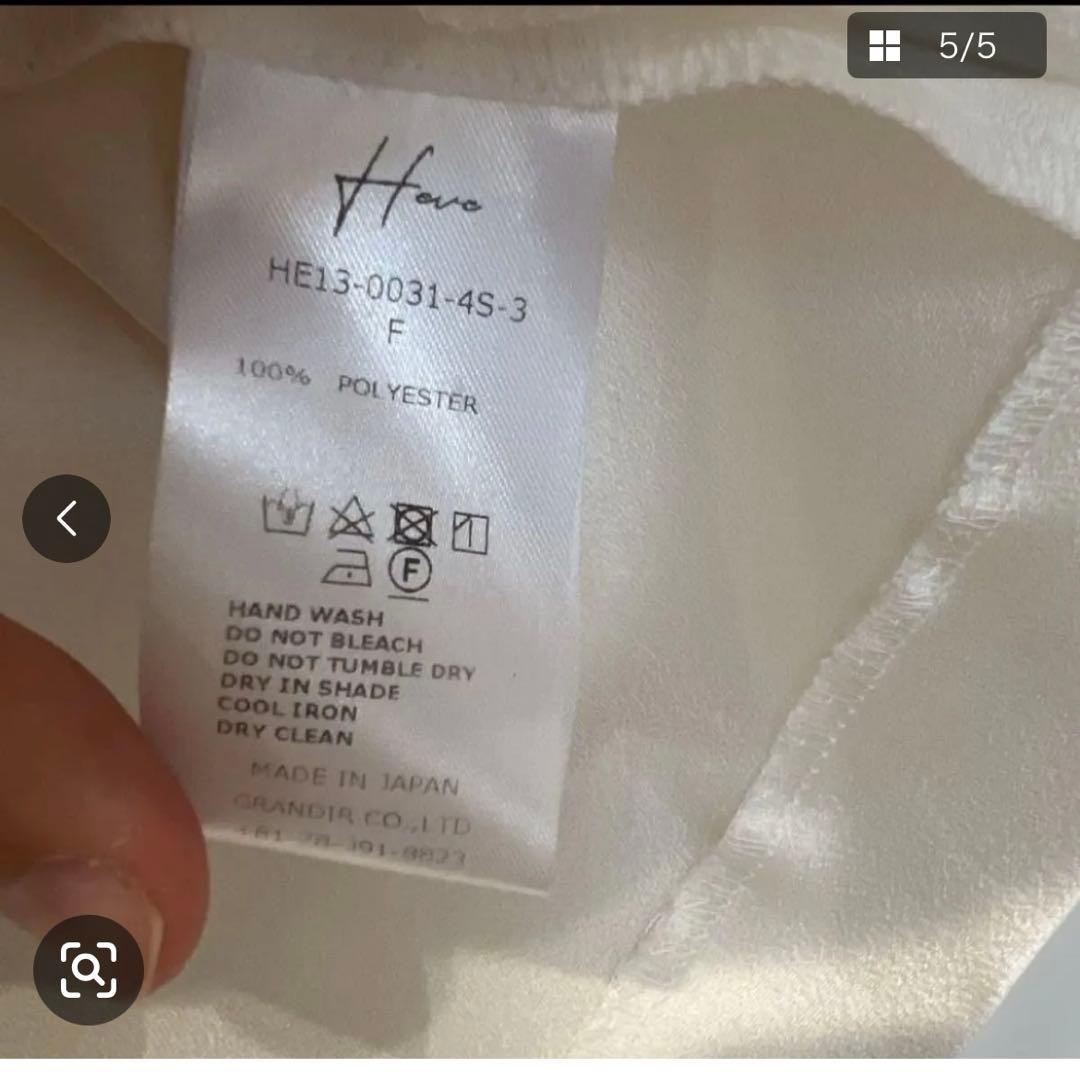 5/5
Hevo
HE13-0031-4S-3
F
100% POLYESTER
F
HAND WASH
DO NOT BLEACH
DO NOT TUMBLE DRY
DRY IN SHADE
COOL IRON
DRY CLEAN
MADE IN JAPAN
GRANDIR CO.,LTD